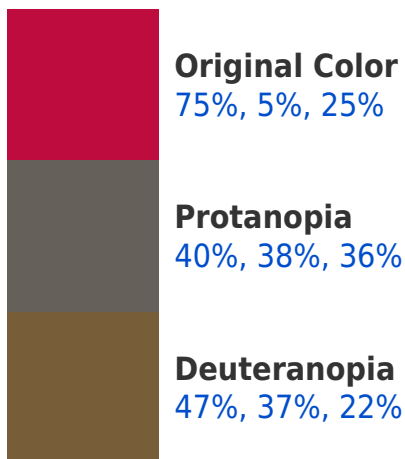 Original Color
75%, 5%, 25%
Protanopia
40%, 38%, 36%
Deuteranopia
47%, 37%, 22%